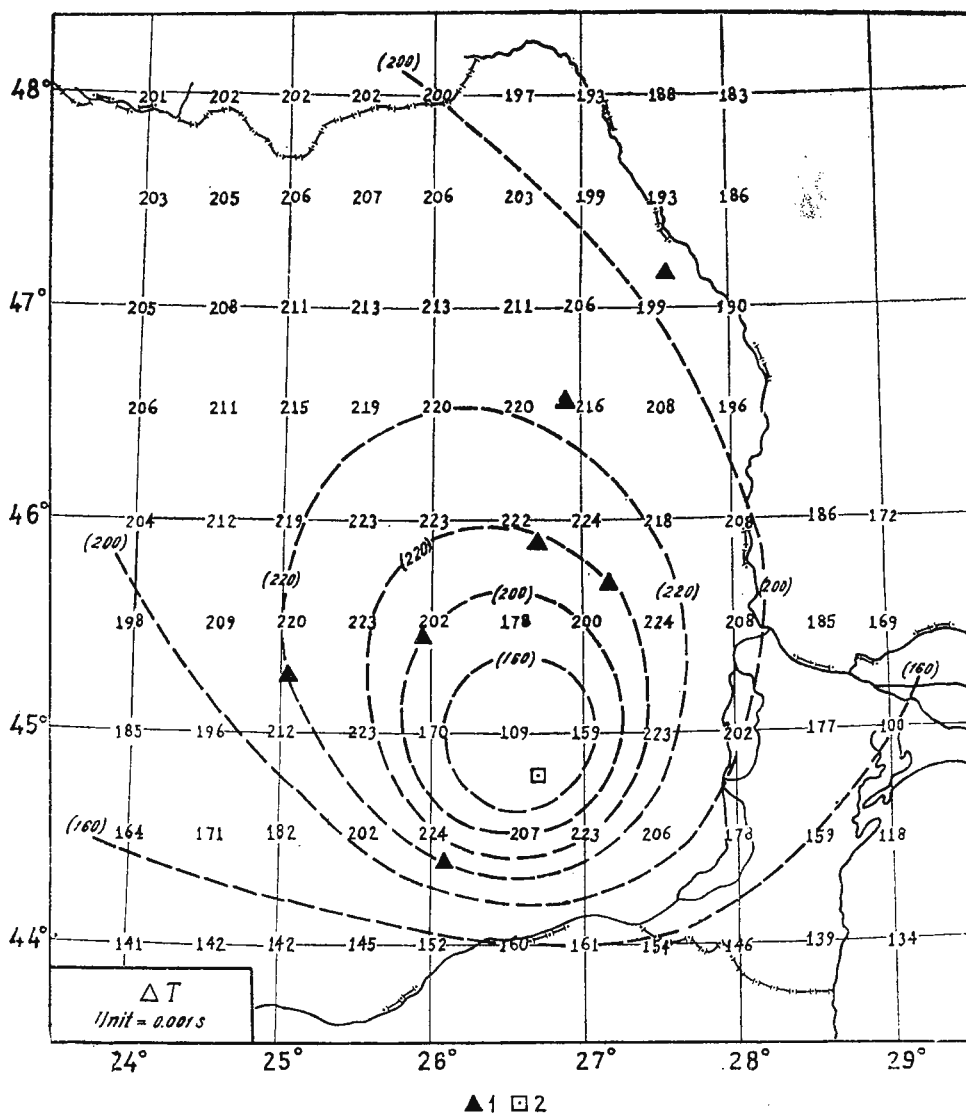 (200)
48° 201 202 202 202 200 197 193 188 183
203 205 206 207 206 203 199 193 186
47° 205 208 211 213 213 211 206 199 190
206 211 215 219 220 220 216 208 196
46° 204 212 219 223 223 222 224 218 208 186 172
(200) (220) (220) (200) (220) (200)
198 209 220 223 202 178 200 224 208 185 169
(160) (160)
45° 185 196 212 223 170 109 159 223 202 177 100
(160) 164 171 182 202 224 207 223 206 178 159 118
44° 141 142 142 145 152 160 161 154 146 139 134
△ T
Unit = 0.001 s
24° 25° 26° 27° 28° 29°
1 2